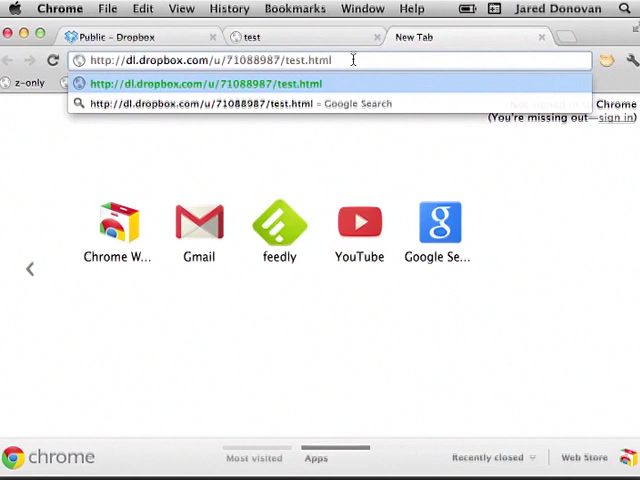 Chrome File Edit View History Bookmarks Window Help Jared Donovan
Public - Dropbox test New Tab
http://dl.dropbox.com/u/71088987/test.html
z-only
http://dl.dropbox.com/u/71088987/test.html
http://dl.dropbox.com/u/71088987/test.html = Google Search
Chrome
(You're missing out—sign in)
Chrome W... Gmail feedly YouTube Google Se...
chrome Most visited Apps Recently closed Web Store